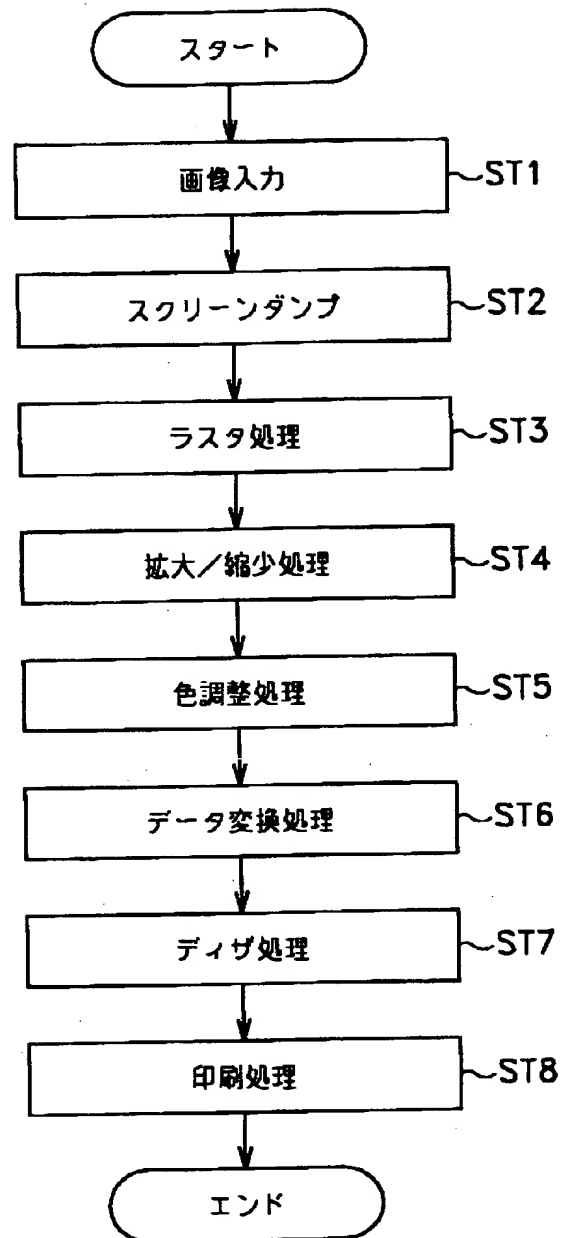 スタート
画像入力 ST1
スクリーンダンプ ST2
ラスタ処理 ST3
拡大/縮少処理 ST4
色調整処理 ST5
データ変換処理 ST6
ディザ処理 ST7
印刷処理 ST8
エンド